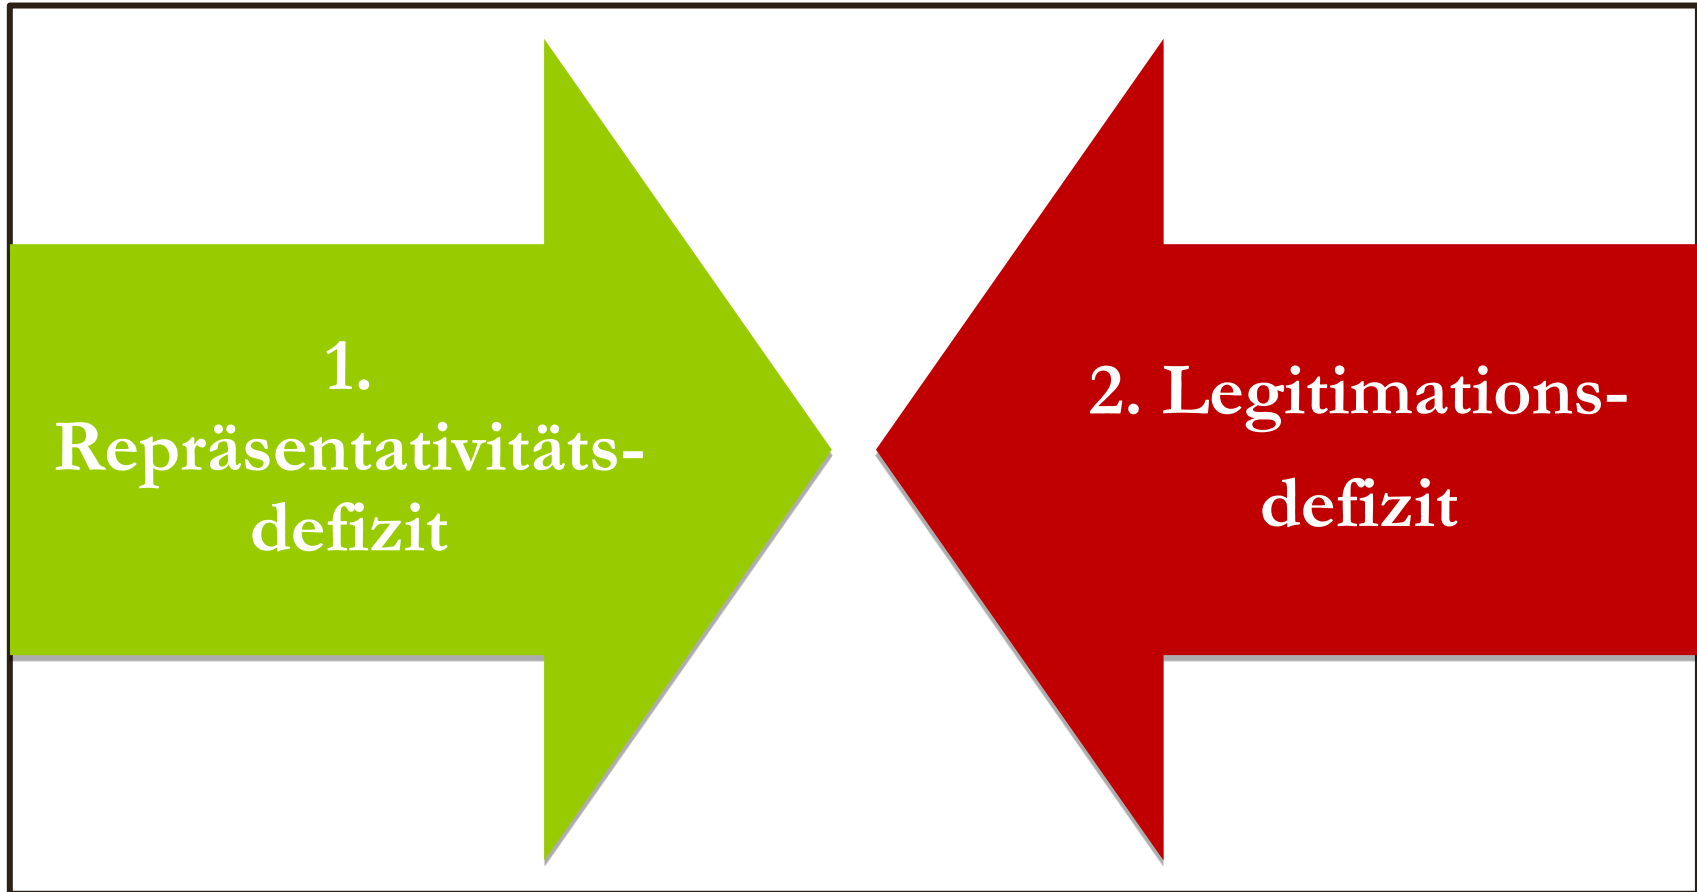 1.
Repräsentativitäts-
defizit
2. Legitimations-
defizit